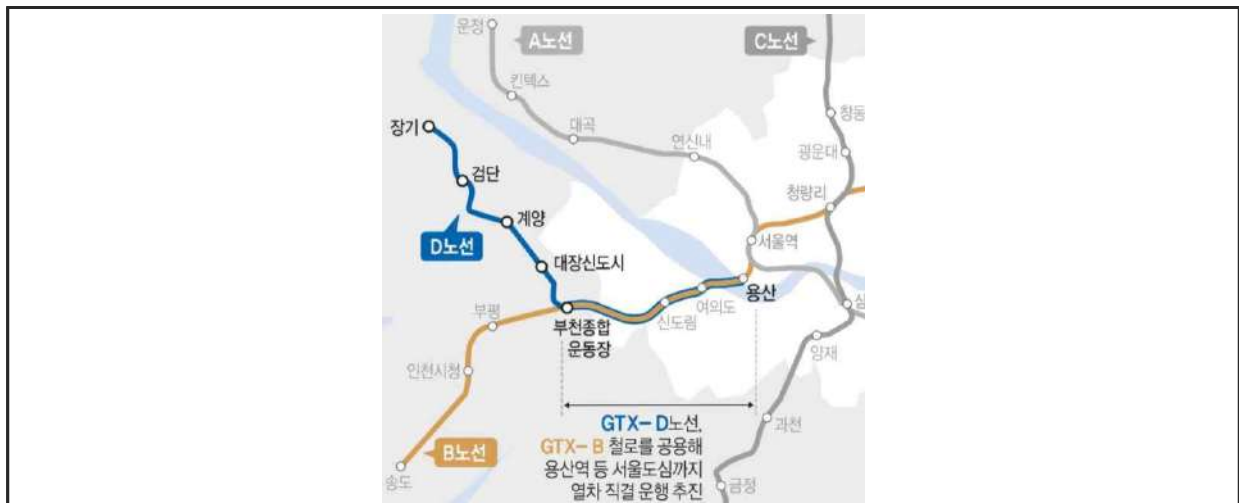 운정
A노선
C노선
킨텍스
창동
장기
대곡
연신내
광운대
검단
청량리
계양
D노선
서울역
대장신도시
용산
여의도
신도림
부천종합
운동장
부평
삼
양재
인천시청
GTX-D노선,
GTX-B 철로를 공용해
용산역 등 서울도심까지
열차 직결 운행 추진
과천
B노선
송도
금정